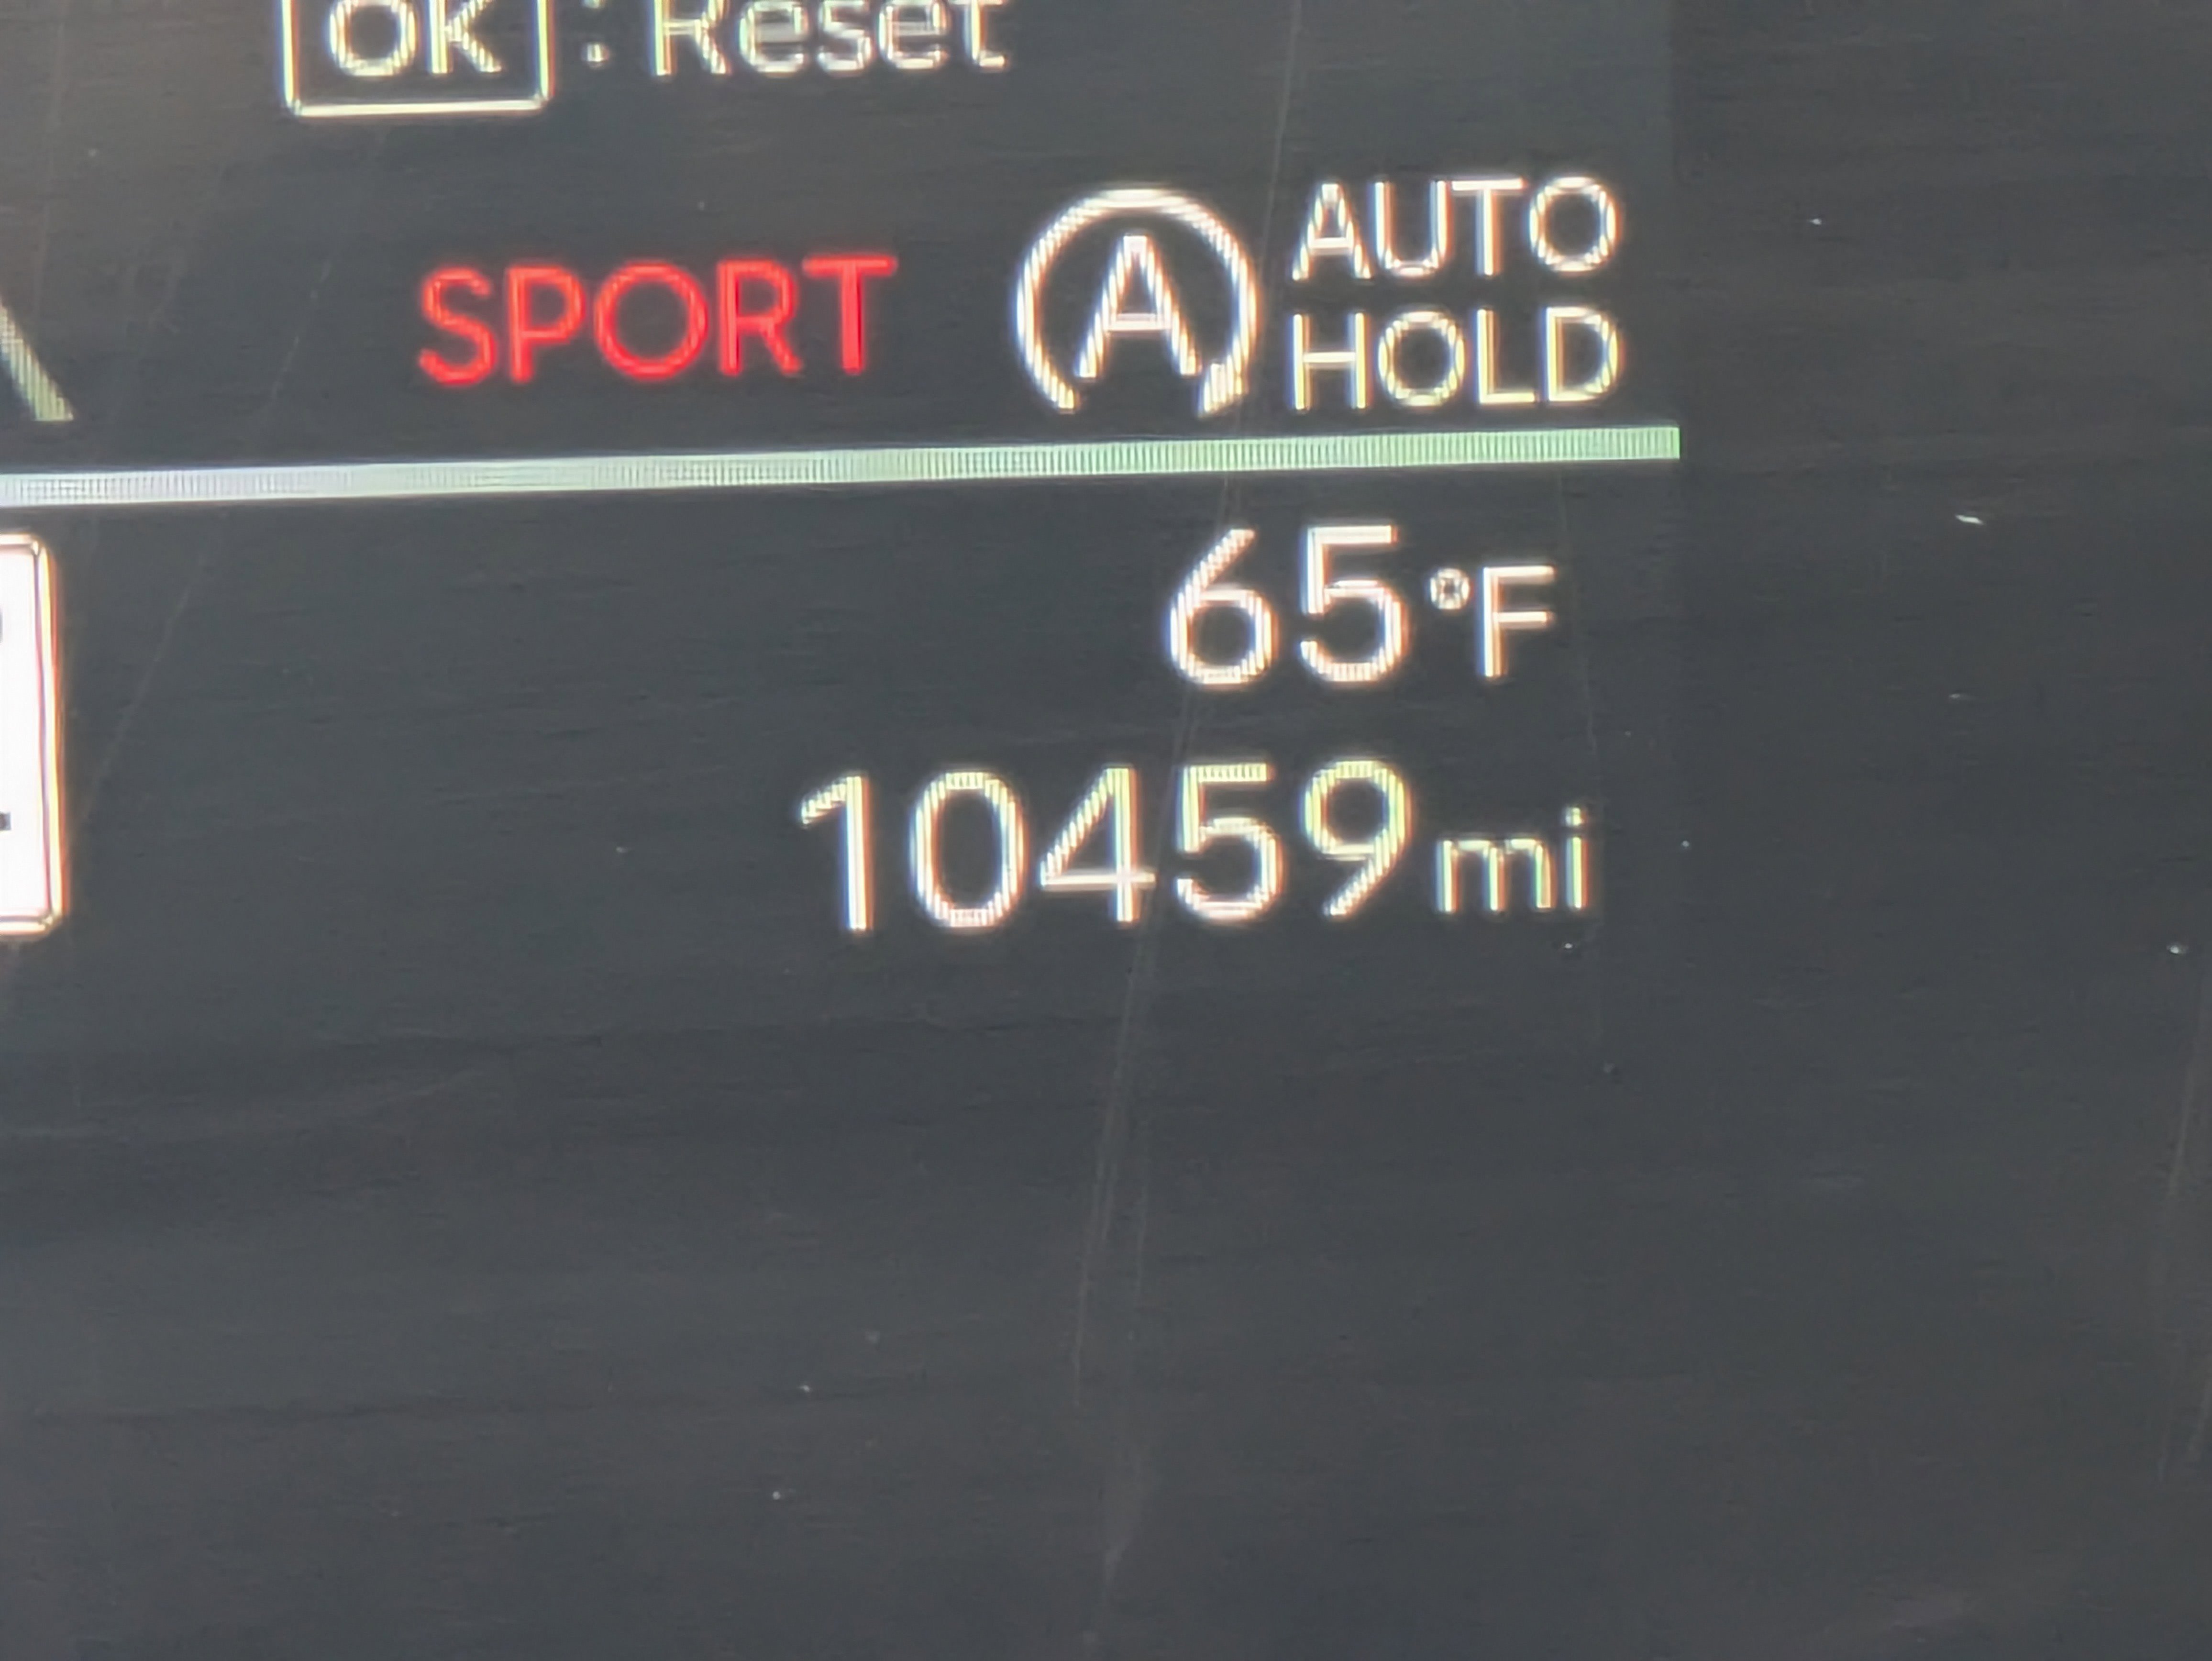 OK : Reset
SPORT A AUTO
HOLD
65°F
10459 mi